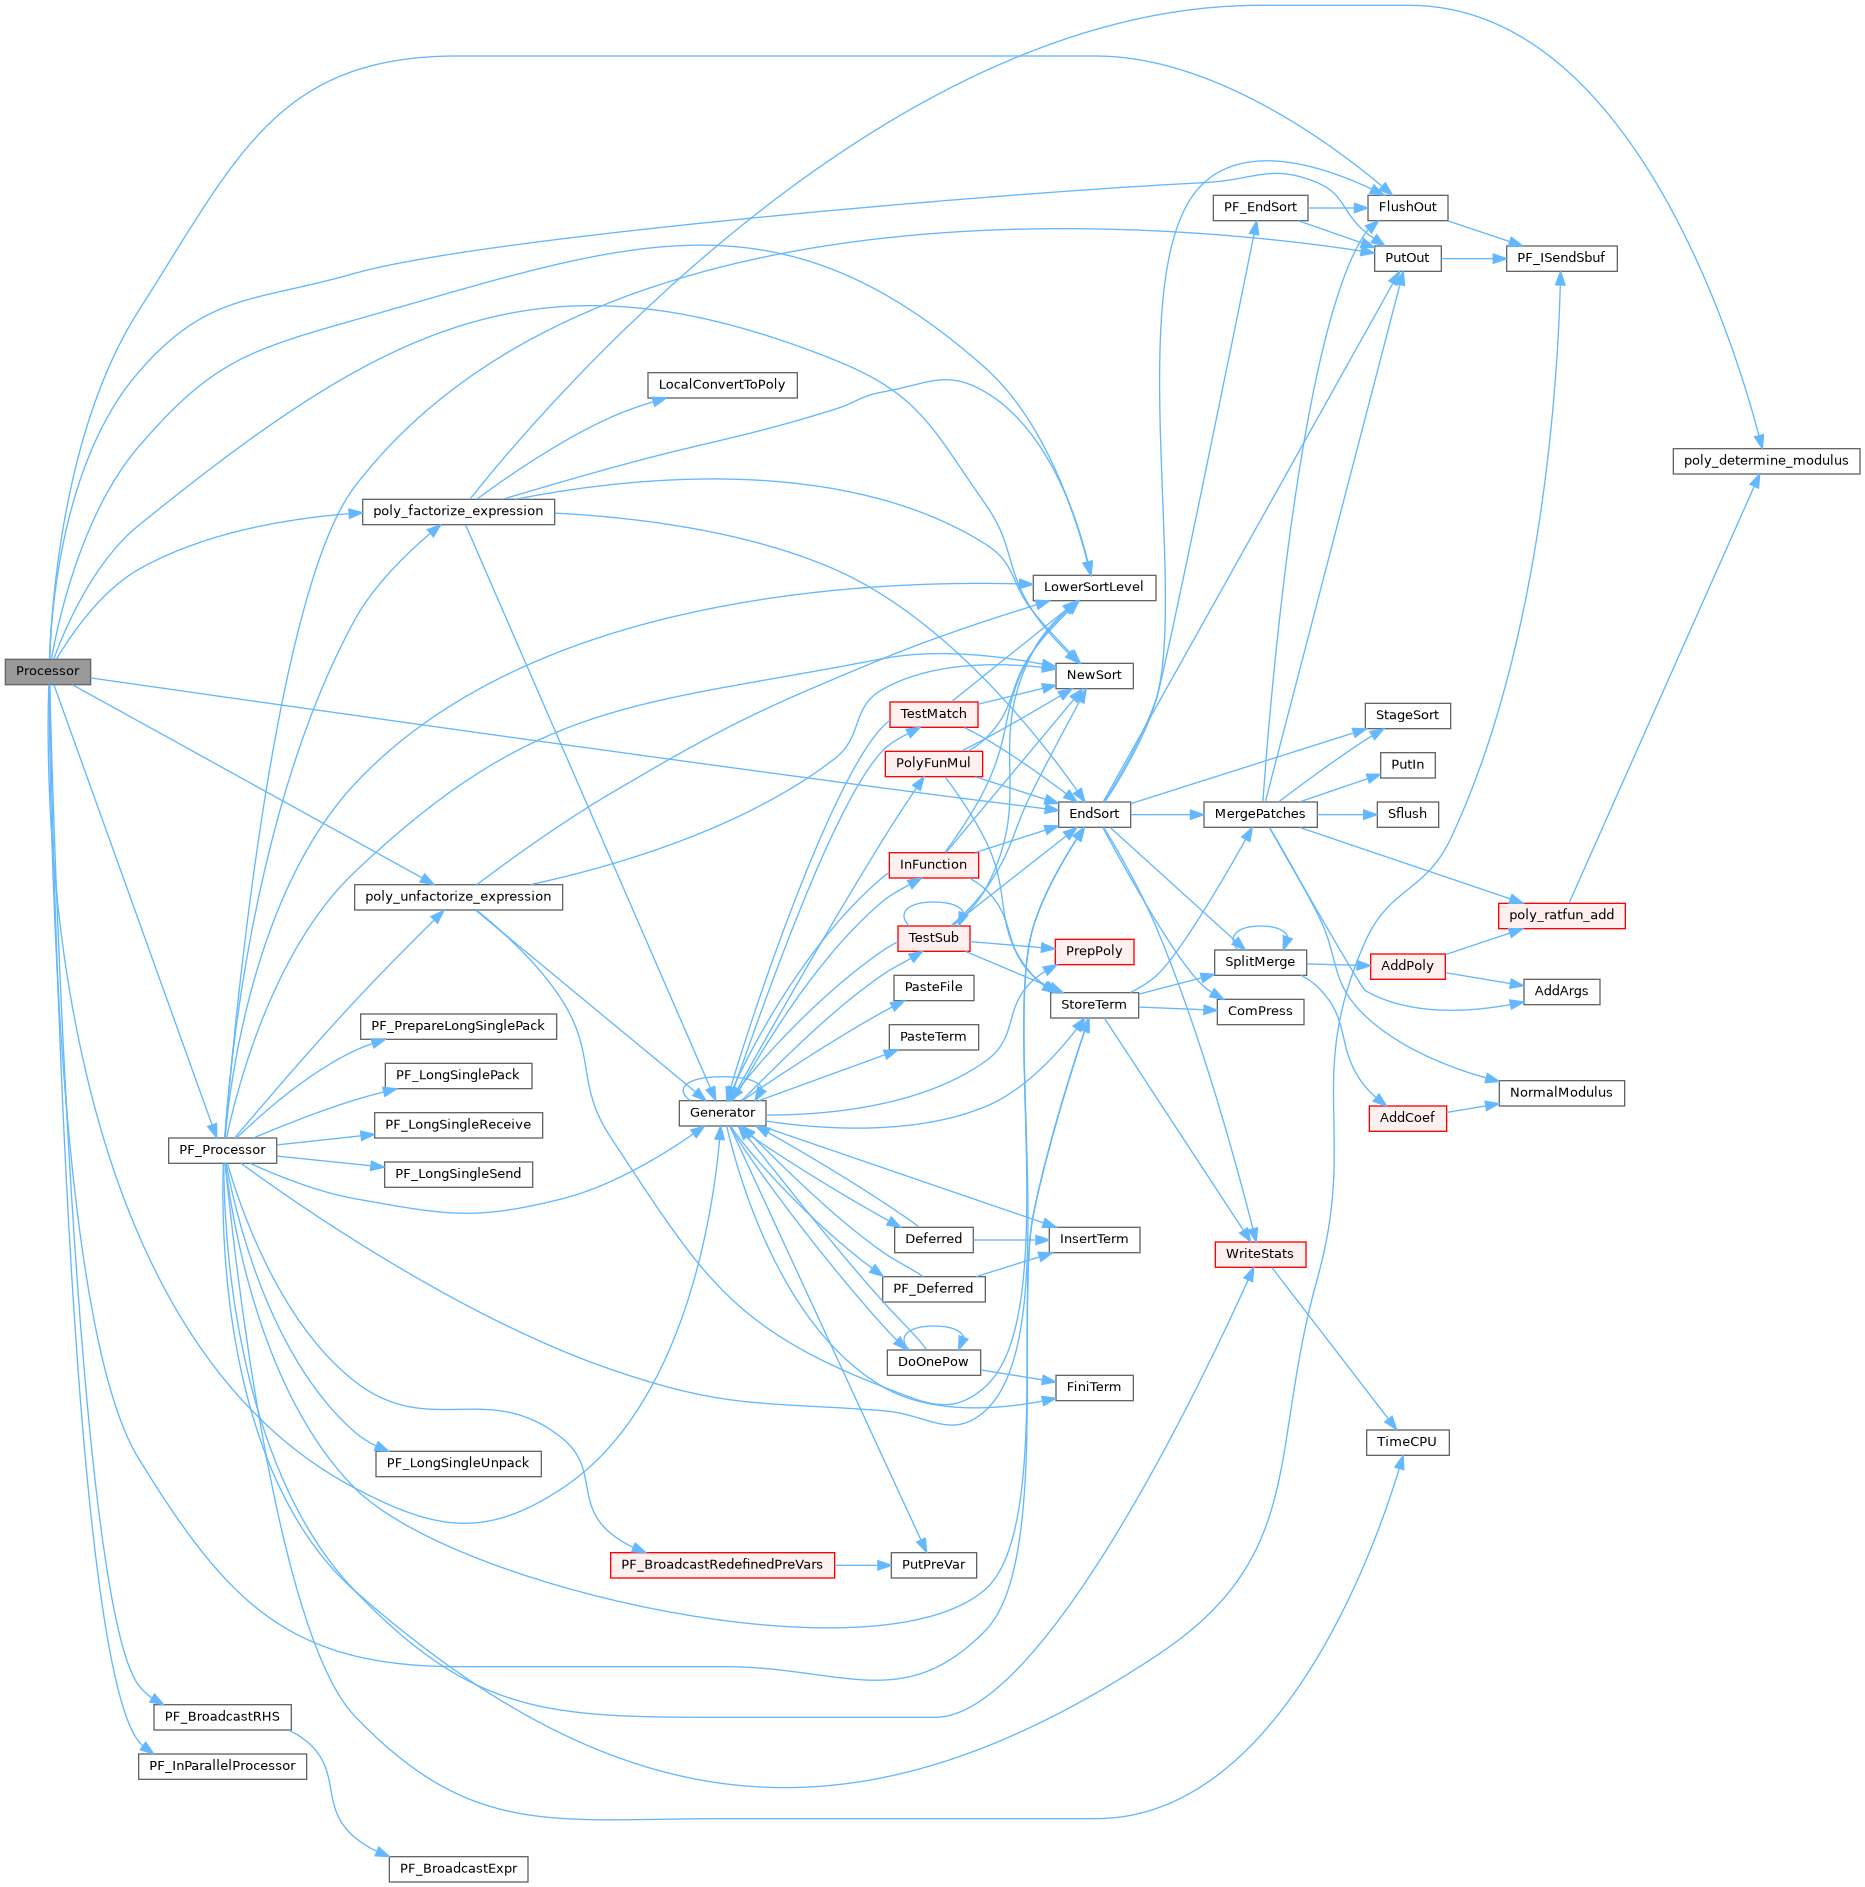 Processor
poly_factorize_expression
poly_unfactorize_expression
PF_Processor
PF_PrepareLongSinglePack
PF_LongSinglePack
PF_LongSingleReceive
PF_LongSingleSend
PF_LongSingleUnpack
PF_BroadcastRHS
PF_InParallelProcessor
PF_BroadcastExpr
LocalConvertToPoly
Generator
PF_BroadcastRedefinedPreVars
TestMatch
PolyFunMul
InFunction
TestSub
PasteFile
PasteTerm
Deferred
PF_Deferred
DoOnePow
PutPreVar
LowerSortLevel
NewSort
EndSort
PrepPoly
StoreTerm
InsertTerm
FiniTerm
PF_EndSort
MergePatches
SplitMerge
ComPress
WriteStats
FlushOut
PutOut
StageSort
PutIn
Sflush
AddPoly
AddCoef
TimeCPU
PF_ISendSbuf
poly_ratfun_add
AddArgs
NormalModulus
poly_determine_modulus